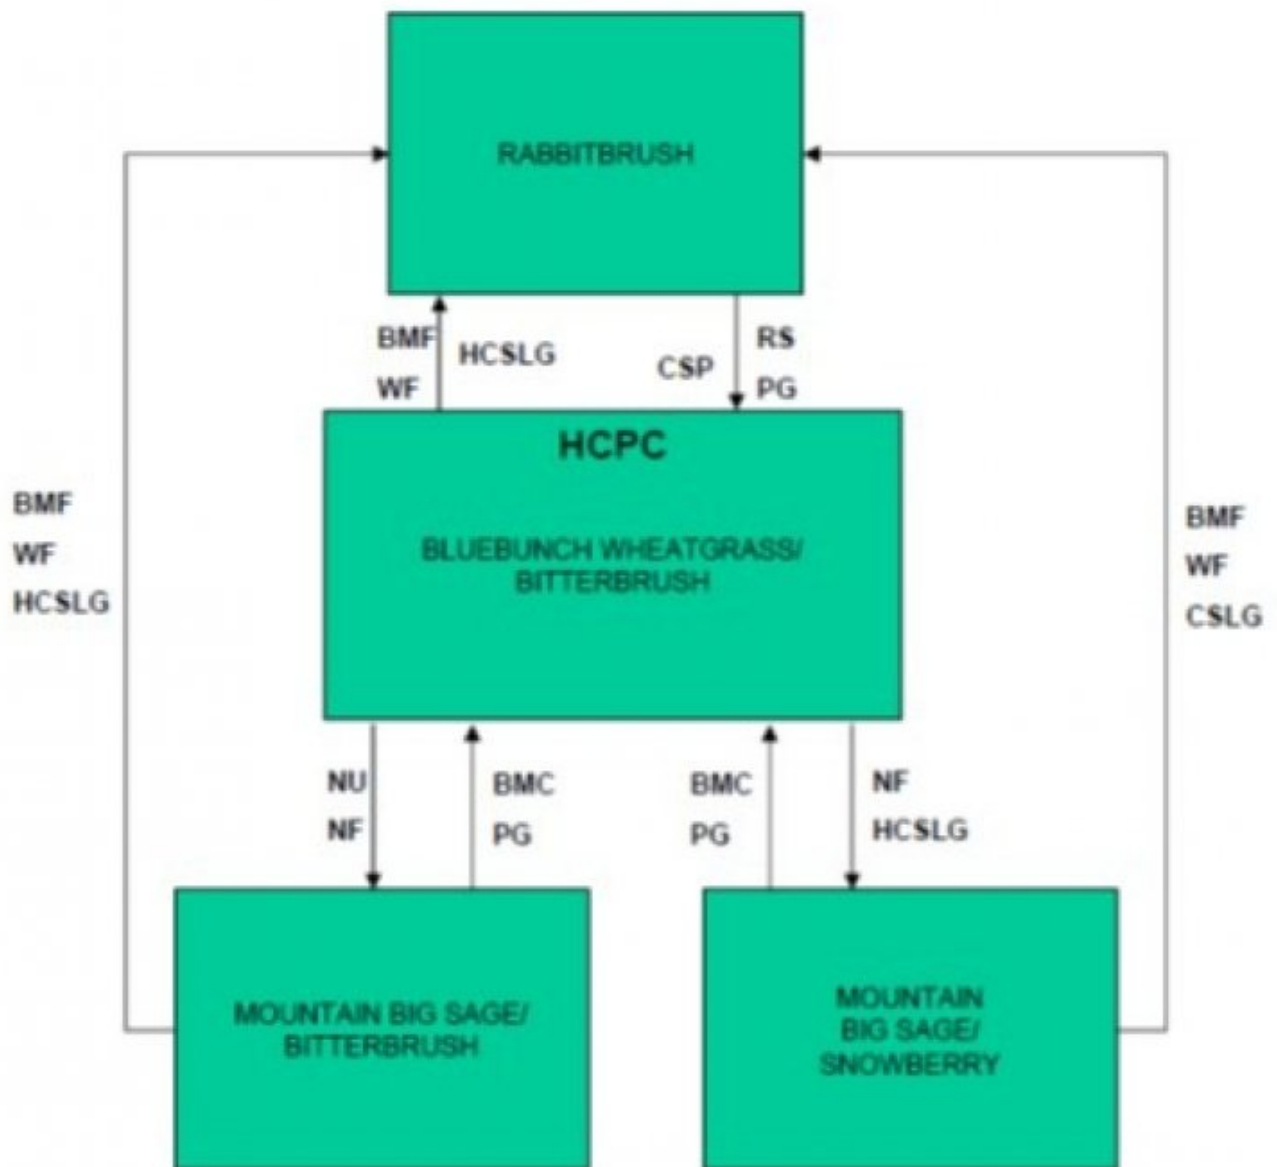 RABBITBRUSH
BMF
WF
HCSLG
CSP
RS
PG
HCPC
BLUEBUNCH WHEATGRASS/
BITTERBRUSH
BMF
WF
HCSLG
BMF
WF
CSLG
NU
NF
BMC
PG
BMC
PG
NF
HCSLG
MOUNTAIN BIG SAGE/
BITTERBRUSH
MOUNTAIN
BIG SAGE/
SNOWBERRY